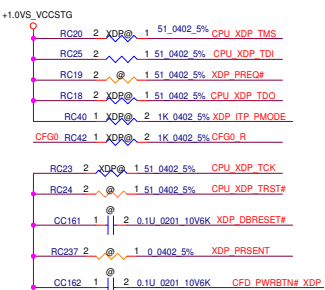 +1.0VS_VCCSTG
RC20 2 XDP@ 1 51_0402_5% CPU_XDP_TMS
RC25 2 1 51_0402_5% CPU_XDP_TDI
RC19 2 @ 1 51_0402_5% XDP_PREQ#
RC18 2 XDP@ 1 51_0402_5% CPU_XDP_TDO
RC40 1 XDP@ 2 1K_0402_5% XDP_ITP_PMODE
CFG0 RC42 1 XDP@ 2 1K_0402_5% CFG0_R
RC23 2 XDP@ 1 51_0402_5% CPU_XDP_TCK
RC24 2 @ 1 51_0402_5% CPU_XDP_TRST#
@
CC161 1 2 0.1U_0201_10V6K XDP_DBRESET#
RC237 2 @ 1 0_0402_5% XDP_PRSENT
@
CC162 1 2 0.1U_0201_10V6K CFD_PWRBTN#_XDP